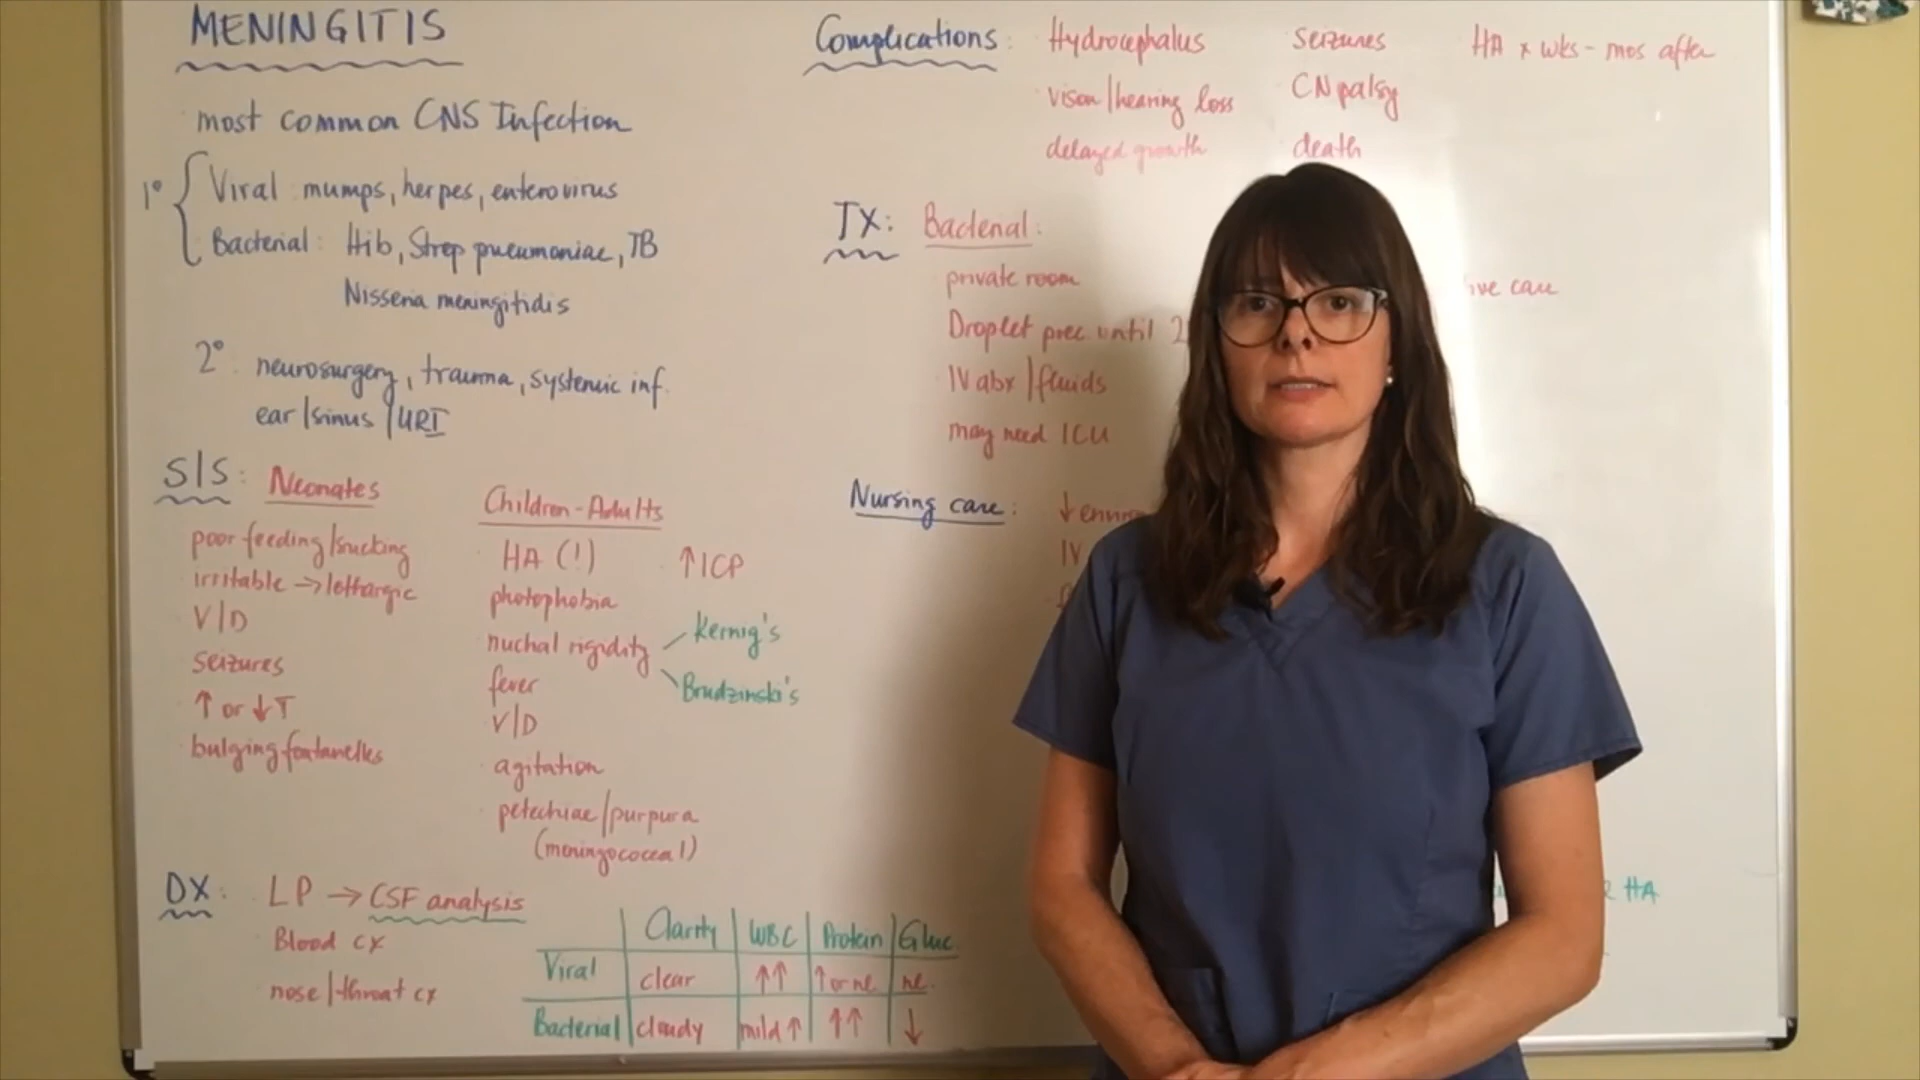 MENINGITIS
most common CNS Infection
1° Viral: mumps, herpes, enterovirus
Bacterial: Hib, Strep pneumoniae, TB
Nisseria meningitidis
2°: neurosurgery, trauma, systemic inf.
ear/sinus/URI
S/S:
Neonates
poor feeding/sucking
irritable → lethargic
V/D
seizures
↑ or ↓ T
bulging fontanelles
Children-Adults
HA (!) ↑ICP
photophobia
nuchal rigidity Kernig's
Brudzinski's
fever
V/D
agitation
petechiae/purpura
(meningococcal)
DX: LP → CSF analysis
Blood cx
nose/throat cx
Clarity WBC Protein Gluc.
Viral clear ↑↑ ↑ or nl nl.
Bacterial cloudy mild ↑ ↑↑ ↓
Complications: Hydrocephalus seizures HA x wks - mos after
vison/hearing loss CN palsy
delayed growth death
TX: Bacterial:
private room care
Droplet prec until
IV abx/fluids
may need ICU
Nursing care: ↓
IV
HA